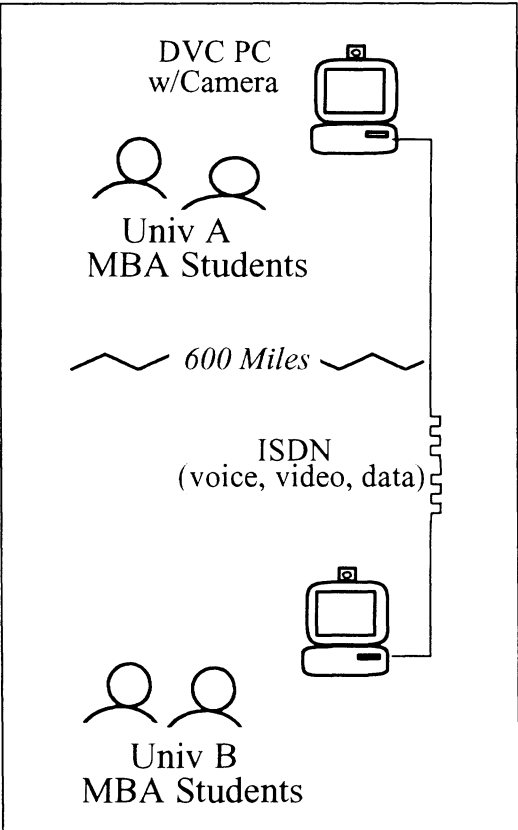 DVC PC
w/Camera
Univ A
MBA Students
600 Miles
ISDN
(voice, video, data)
Univ B
MBA Students